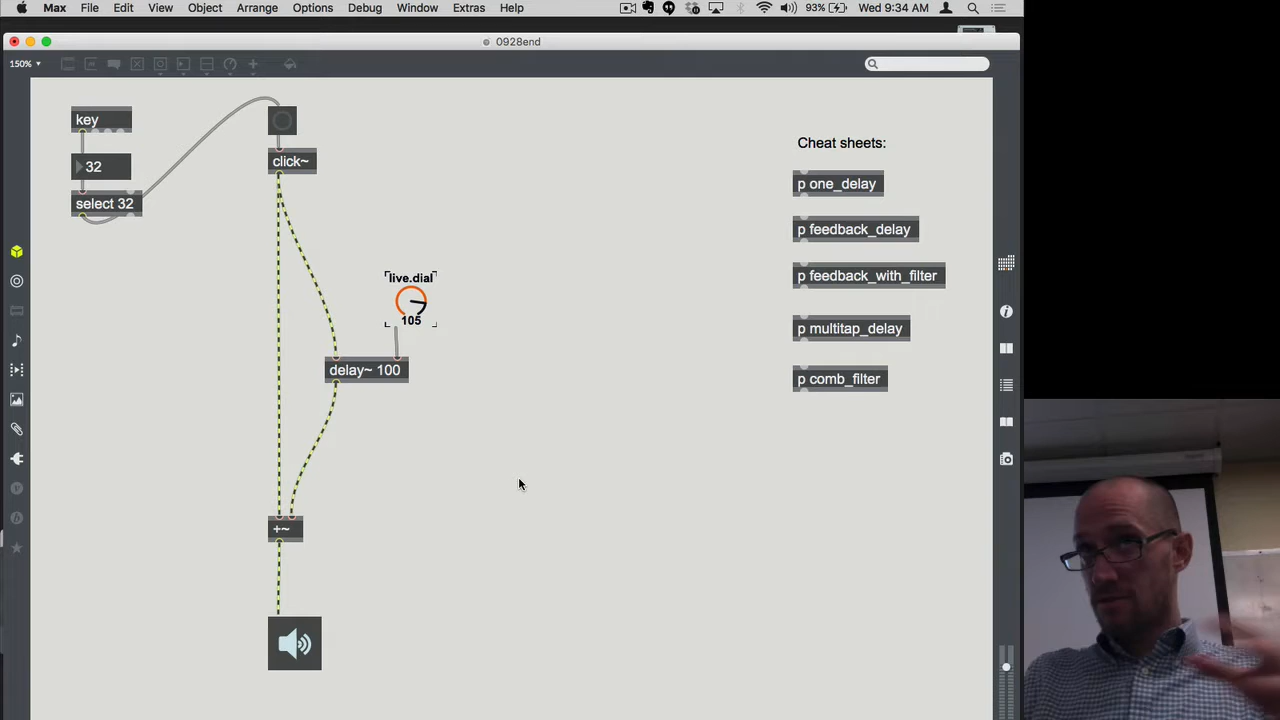 Max File Edit View Object Arrange Options Debug Window Extras Help 93% Wed 9:34 AM
0928end
150%
key
32
select 32
click~
live.dial
105
delay~ 100
+~
Cheat sheets:
p one_delay
p feedback_delay
p feedback_with_filter
p multitap_delay
p comb_filter